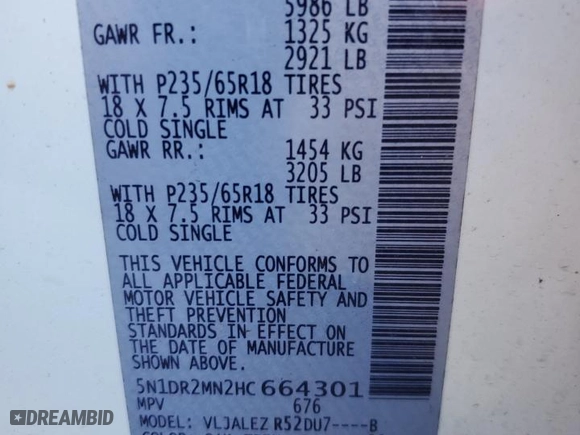 5986 LB
GAWR FR.: 1325 KG
2921 LB
WITH P235/65R18 TIRES
18 X 7.5 RIMS AT 33 PSI
COLD SINGLE
GAWR RR.: 1454 KG
3205 LB
WITH P235/65R18 TIRES
18 X 7.5 RIMS AT 33 PSI
COLD SINGLE
THIS VEHICLE CONFORMS TO
ALL APPLICABLE FEDERAL
MOTOR VEHICLE SAFETY AND
THEFT PREVENTION
STANDARDS IN EFFECT ON
THE DATE OF MANUFACTURE
SHOWN ABOVE.
5N1DR2MN2HC664301
MPV 676
MODEL: VLJALEZ R52DU7----B
COLOR:
BIDFAX